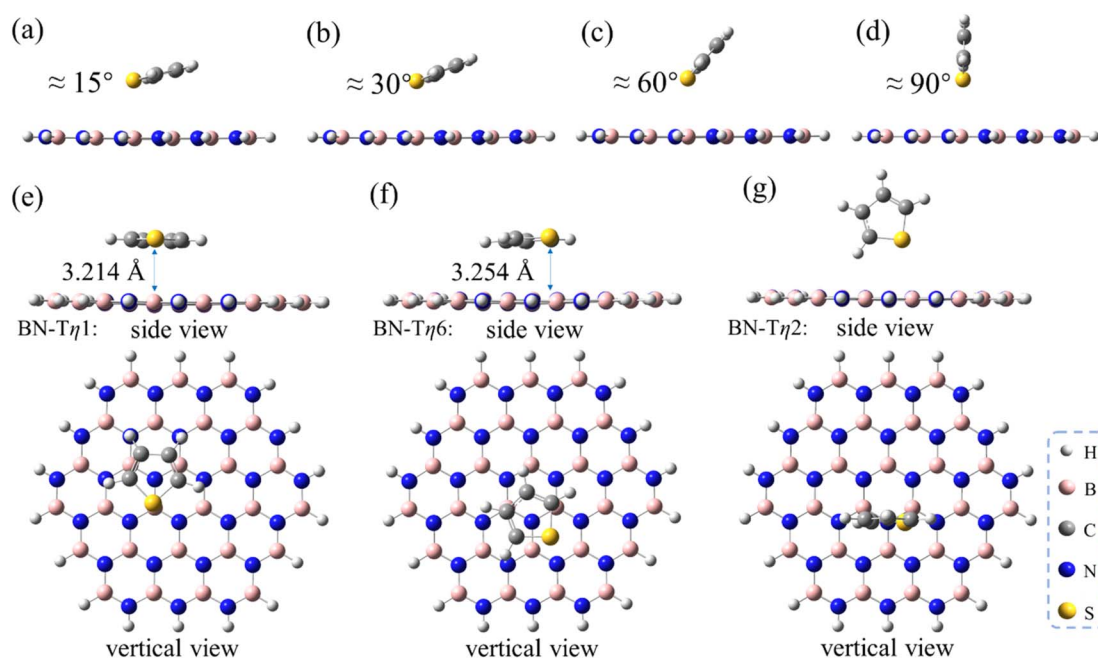 (a)
≈ 15°
(b)
≈ 30°
(c)
≈ 60°
(d)
≈ 90°
(e)
3.214 Å
BN-Tη1: side view
vertical view
(f)
3.254 Å
BN-Tη6: side view
vertical view
(g)
BN-Tη2: side view
vertical view
H
B
C
N
S